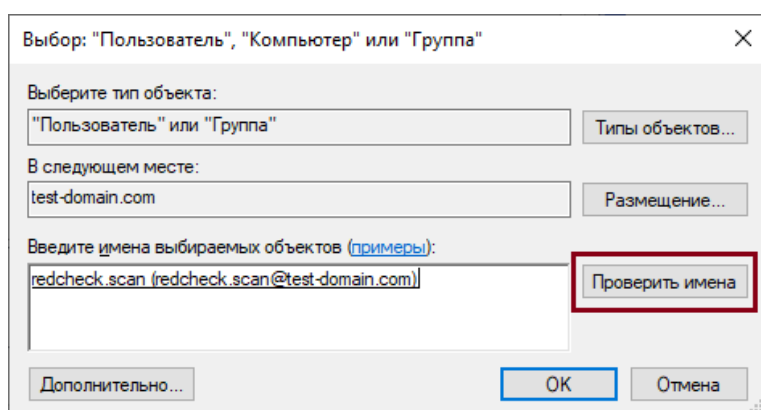 Выбор: "Пользователь", "Компьютер" или "Группа"
Выберите тип объекта:
"Пользователь" или "Группа"
Типы объектов...
В следующем месте:
test-domain.com
Размещение...
Введите имена выбираемых объектов (примеры):
redcheck.scan (redcheck.scan@test-domain.com)
Проверить имена
Дополнительно...
OK
Отмена